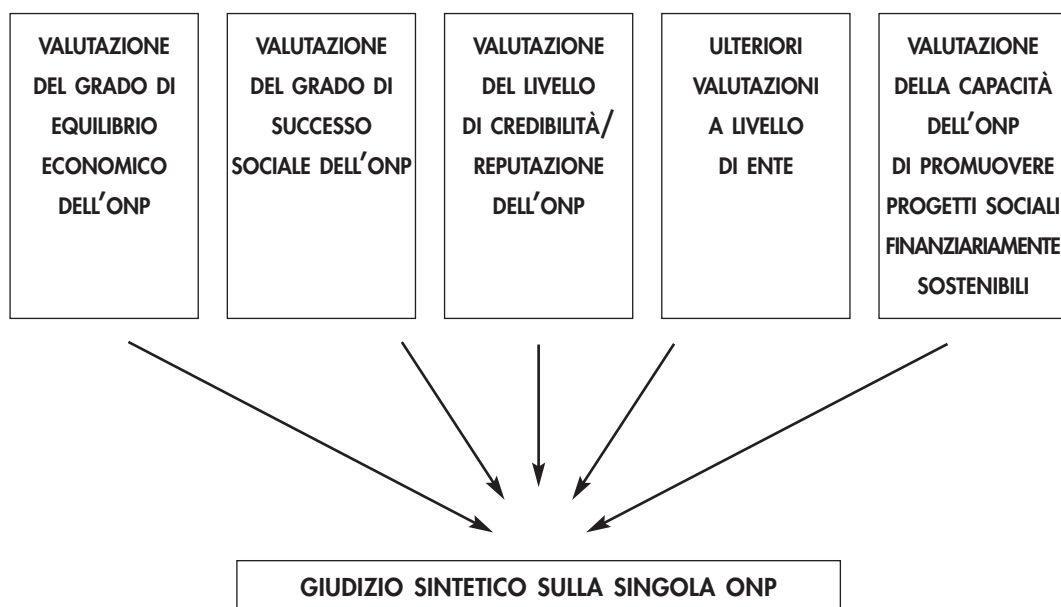 VALUTAZIONE
DEL GRADO DI
EQUILIBRIO
ECONOMICO
DELL'ONP
VALUTAZIONE
DEL GRADO DI
SUCCESSO
SOCIALE DELL'ONP
VALUTAZIONE
DEL LIVELLO
DI CREDIBILITÀ/
REPUTAZIONE
DELL'ONP
ULTERIORI
VALUTAZIONI
A LIVELLO
DI ENTE
VALUTAZIONE
DELLA CAPACITÀ
DELL'ONP
DI PROMUOVERE
PROGETTI SOCIALI
FINANZIARIAMENTE
SOSTENIBILI
GIUDIZIO SINTETICO SULLA SINGOLA ONP